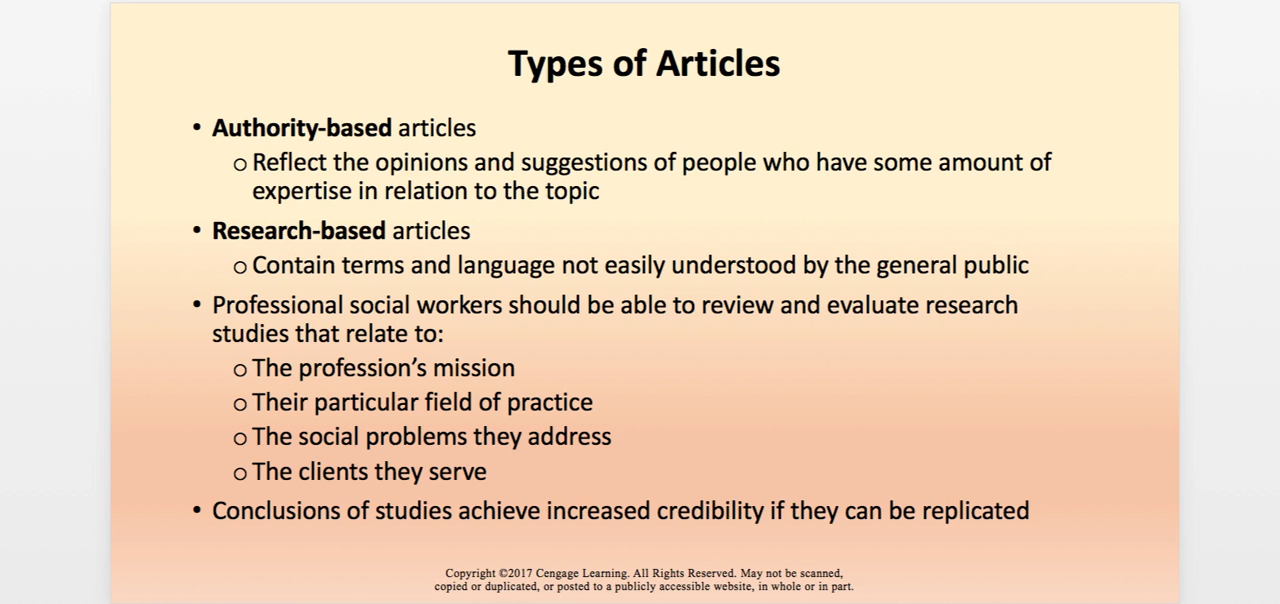 Types of Articles
• Authority-based articles
o Reflect the opinions and suggestions of people who have some amount of
expertise in relation to the topic
• Research-based articles
o Contain terms and language not easily understood by the general public
• Professional social workers should be able to review and evaluate research
studies that relate to:
o The profession’s mission
o Their particular field of practice
o The social problems they address
o The clients they serve
• Conclusions of studies achieve increased credibility if they can be replicated
Copyright ©2017 Cengage Learning. All Rights Reserved. May not be scanned,
copied or duplicated, or posted to a publicly accessible website, in whole or in part.